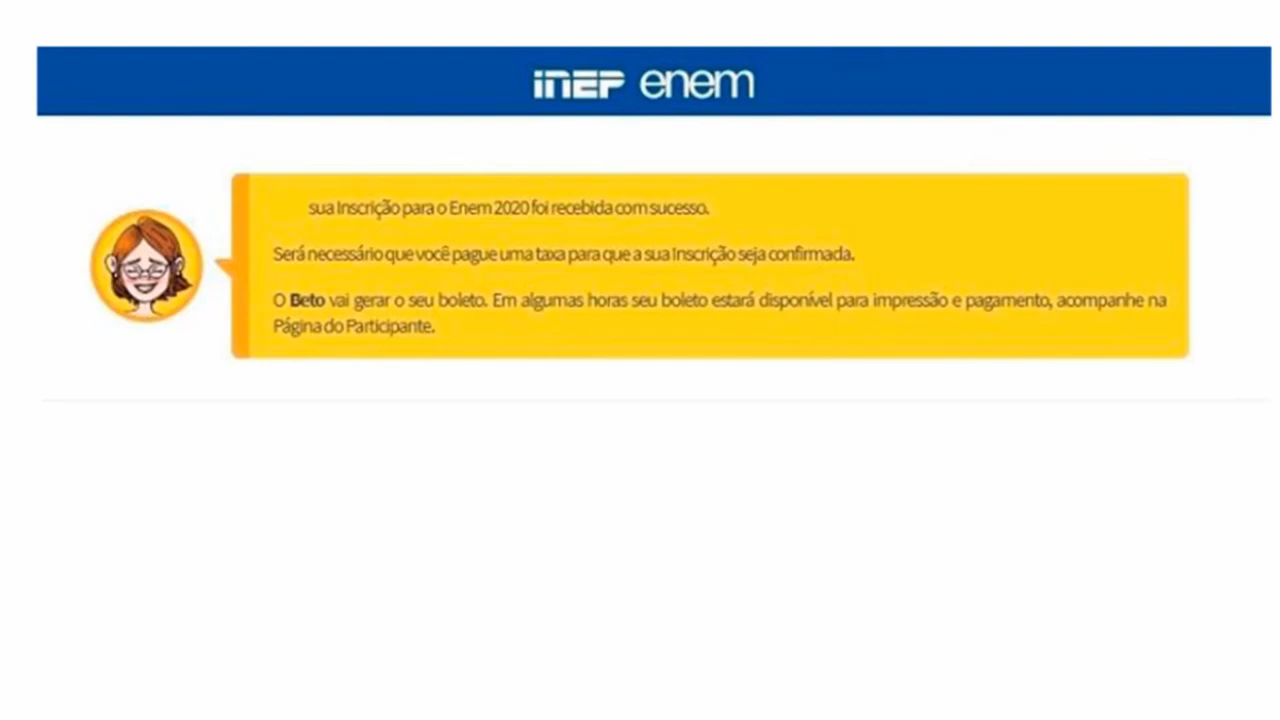 inep enem
sua Inscrição para o Enem 2020 foi recebida com sucesso.
Será necessário que você pague uma taxa para que a sua Inscrição seja confirmada.
O Beto vai gerar o seu boleto. Em algumas horas seu boleto estará disponível para impressão e pagamento, acompanhe na
Página do Participante.